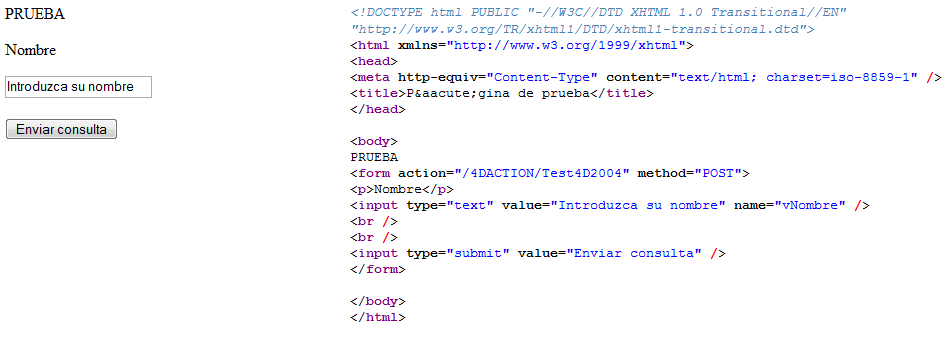 PRUEBA
Nombre
Introduzca su nombre
Enviar consulta
<!DOCTYPE html PUBLIC "-//W3C//DTD XHTML 1.0 Transitional//EN"
"http://www.w3.org/TR/xhtml1/DTD/xhtml1-transitional.dtd">
<html xmlns="http://www.w3.org/1999/xhtml">
<head>
<meta http-equiv="Content-Type" content="text/html; charset=iso-8859-1" />
<title>P&aacute;gina de prueba</title>
</head>
<body>
PRUEBA
<form action="/4DACTION/Test4D2004" method="POST">
<p>Nombre</p>
<input type="text" value="Introduzca su nombre" name="vNombre" />
<br />
<br />
<input type="submit" value="Enviar consulta" />
</form>
</body>
</html>